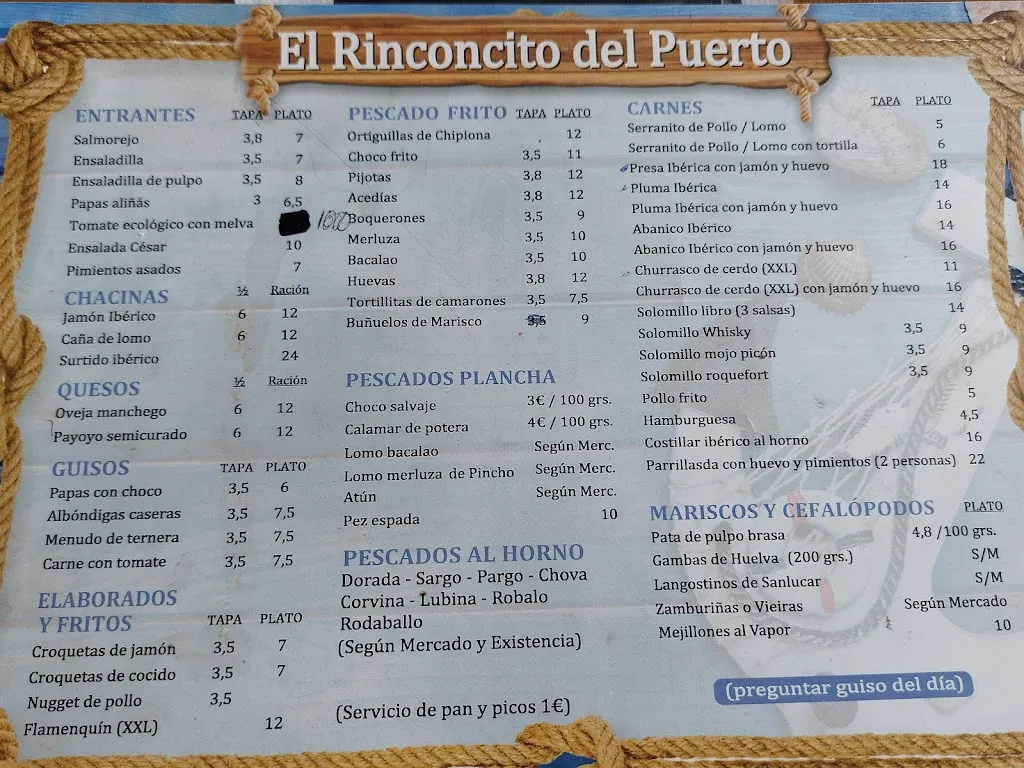 El Rinconcito del Puerto
ENTRANTES TAPA PLATO
Salmorejo 3,8 7
Ensaladilla 3,5 7
Ensaladilla de pulpo 3,5 8
Papas aliñás 3 6,5
Tomate ecológico con melva
Ensalada César 10
Pimientos asados 7
CHACINAS ½ Ración
Jamón Ibérico 6 12
Caña de lomo 6 12
Surtido ibérico 24
QUESOS ½ Ración
Oveja manchego 6 12
Payoyo semicurado 6 12
GUISOS TAPA PLATO
Papas con choco 3,5 6
Albóndigas caseras 3,5 7,5
Menudo de ternera 3,5 7,5
Carne con tomate 3,5 7,5
ELABORADOS
Y FRITOS TAPA PLATO
Croquetas de jamón 3,5 7
Croquetas de cocido 3,5 7
Nugget de pollo 3,5
Flamenquín (XXL) 12
PESCADO FRITO TAPA PLATO
Ortiguillas de Chipiona 12
Choco frito 3,5 11
Pijotas 3,8 12
Acedías 3,8 12
Boquerones 3,5 9
Merluza 3,5 10
Bacalao 3,5 10
Huevas 3,8 12
Tortillitas de camarones 3,5 7,5
Buñuelos de Marisco 3,5 9
PESCADOS PLANCHA
Choco salvaje 3€ / 100 grs.
Calamar de potera 4€ / 100 grs.
Lomo bacalao Según Merc.
Lomo merluza de Pincho Según Merc.
Atún Según Merc.
Pez espada 10
PESCADOS AL HORNO
Dorada - Sargo - Pargo - Chova
Corvina - Lubina - Robalo
Rodaballo
(Según Mercado y Existencia)
(Servicio de pan y picos 1€)
CARNES TAPA PLATO
Serranito de Pollo / Lomo 5
Serranito de Pollo / Lomo con tortilla 6
Presa Ibérica con jamón y huevo 18
Pluma Ibérica 14
Pluma Ibérica con jamón y huevo 16
Abanico Ibérico 14
Abanico Ibérico con jamón y huevo 16
Churrasco de cerdo (XXL) 11
Churrasco de cerdo (XXL) con jamón y huevo 16
Solomillo libro (3 salsas) 14
Solomillo Whisky 3,5 9
Solomillo mojo picón 3,5 9
Solomillo roquefort 3,5 9
Pollo frito 5
Hamburguesa 4,5
Costillar ibérico al horno 16
Parrillasda con huevo y pimientos (2 personas) 22
MARISCOS Y CEFALÓPODOS PLATO
Pata de pulpo brasa 4,8 /100 grs.
Gambas de Huelva (200 grs.) S/M
Langostinos de Sanlucar S/M
Zamburiñas o Vieiras Según Mercado
Mejillones al Vapor 10
(preguntar guiso del día)